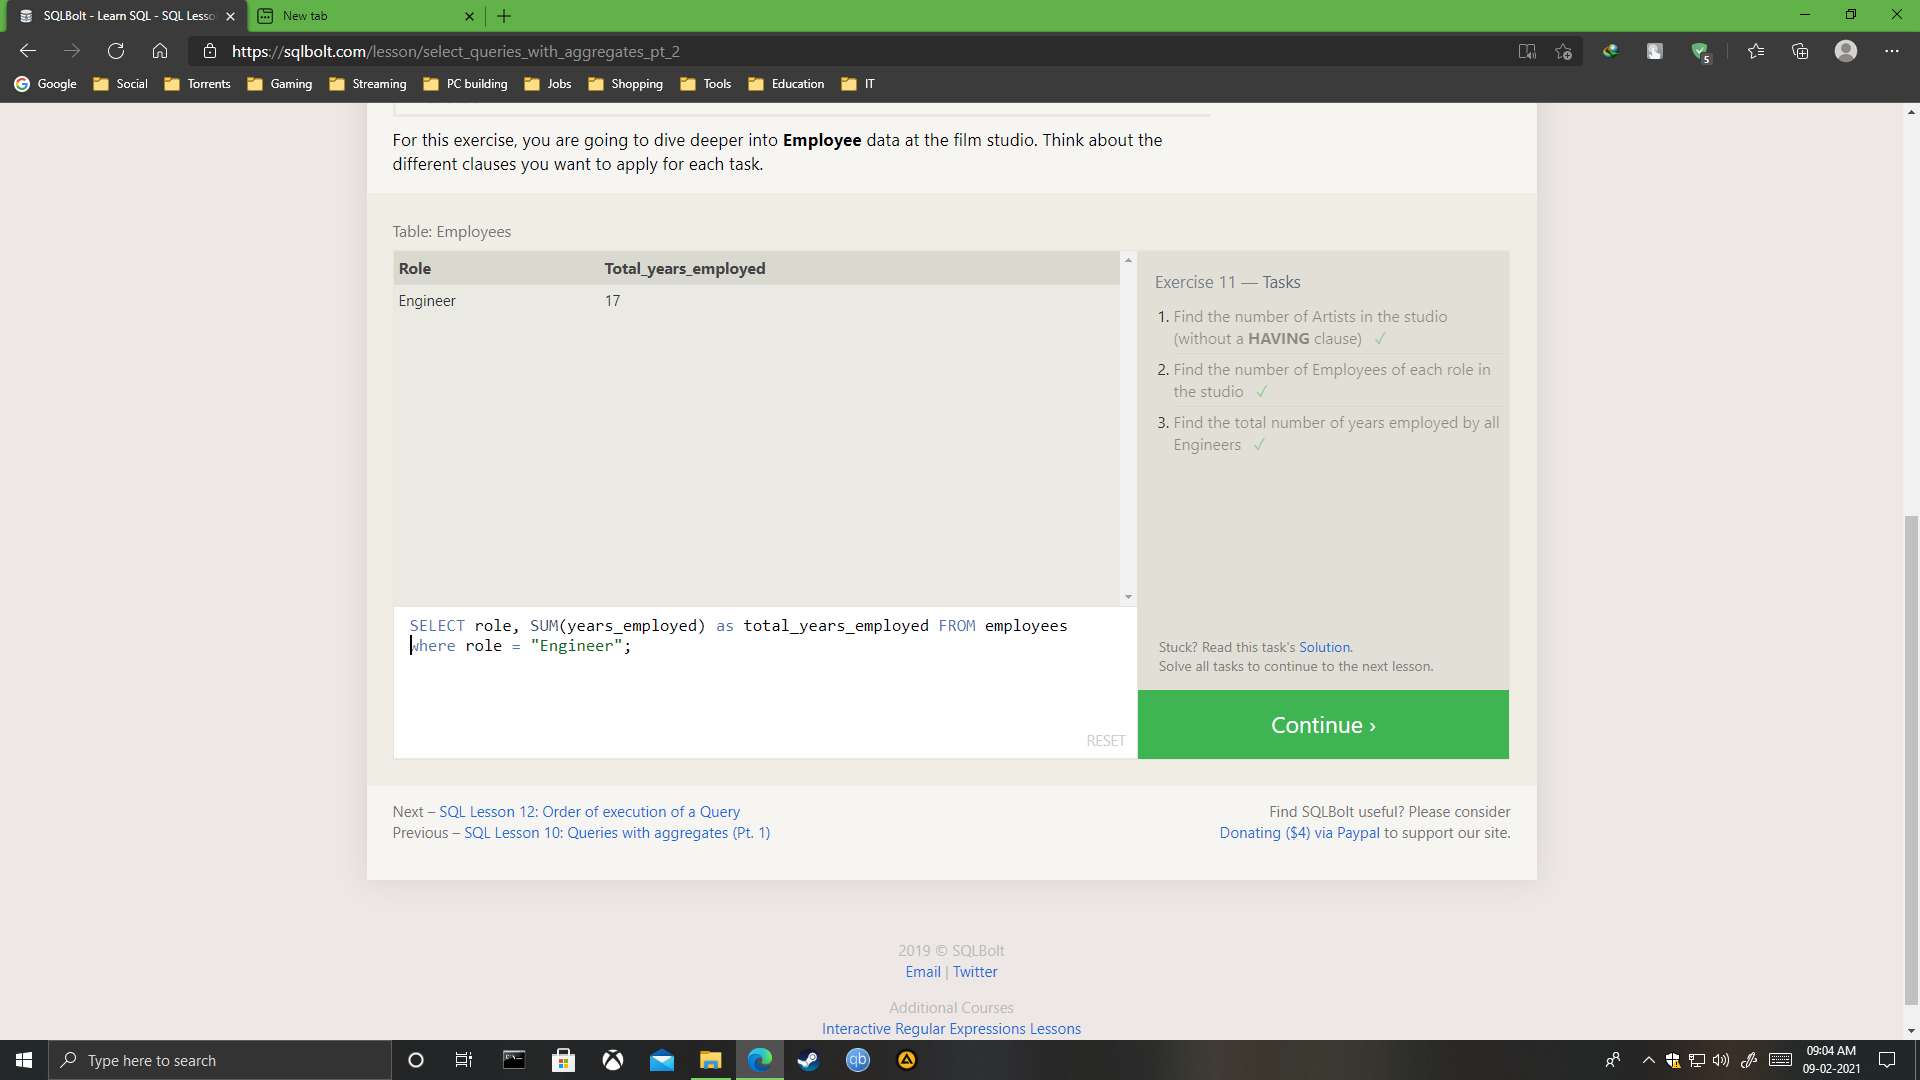 SQLBolt - Learn SQL - SQL Lesso
New tab
https://sqlbolt.com/lesson/select_queries_with_aggregates_pt_2
5
Google
Social
Torrents
Gaming
Streaming
PC building
Jobs
Shopping
Tools
Education
IT
For this exercise, you are going to dive deeper into Employee data at the film studio. Think about the
different clauses you want to apply for each task.
Table: Employees
Role Total_years_employed
Engineer 17
Exercise 11 — Tasks
1. Find the number of Artists in the studio
(without a HAVING clause) ✓
2. Find the number of Employees of each role in
the studio ✓
3. Find the total number of years employed by all
Engineers ✓
SELECT role, SUM(years_employed) as total_years_employed FROM employees
where role = "Engineer";
RESET
Stuck? Read this task's Solution.
Solve all tasks to continue to the next lesson.
Continue ›
Next – SQL Lesson 12: Order of execution of a Query
Previous – SQL Lesson 10: Queries with aggregates (Pt. 1)
Find SQLBolt useful? Please consider
Donating ($4) via Paypal to support our site.
2019 © SQLBolt
Email | Twitter
Additional Courses
Interactive Regular Expressions Lessons
Type here to search
qb
09:04 AM
09-02-2021